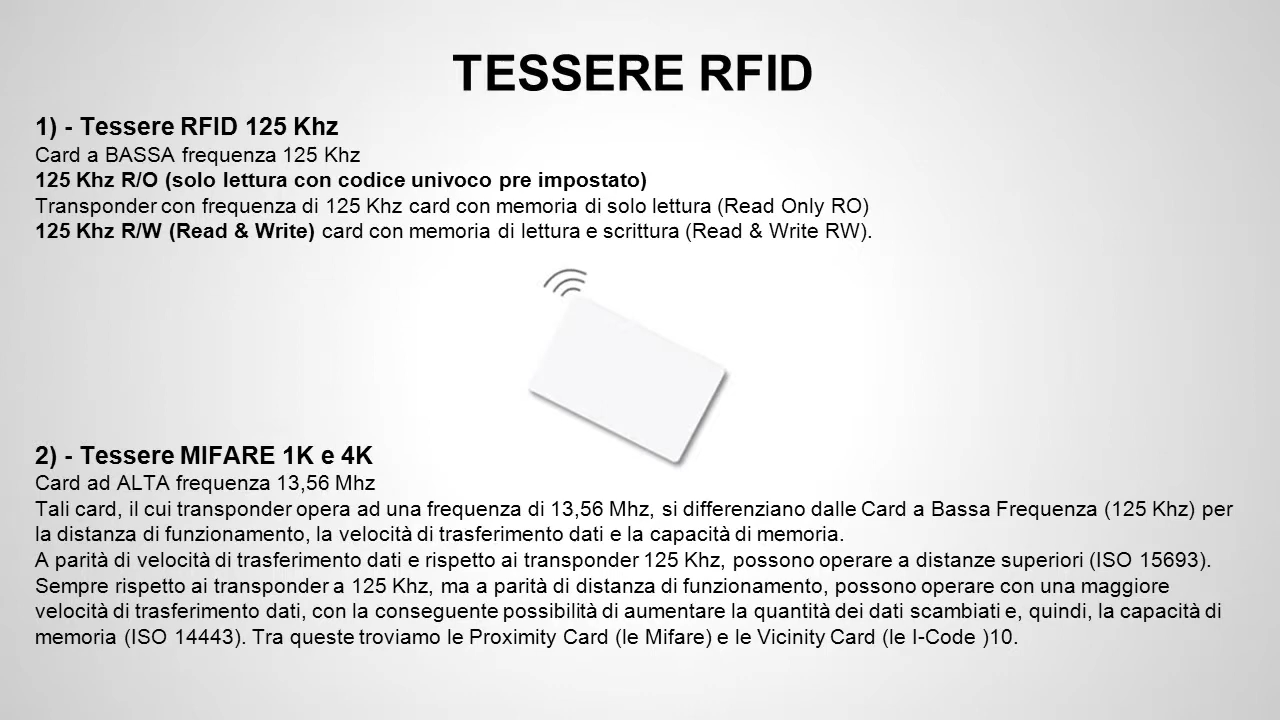 TESSERE RFID
1) - Tessere RFID 125 Khz
Card a BASSA frequenza 125 Khz
125 Khz R/O (solo lettura con codice univoco pre impostato)
Transponder con frequenza di 125 Khz card con memoria di solo lettura (Read Only RO)
125 Khz R/W (Read & Write) card con memoria di lettura e scrittura (Read & Write RW).
2) - Tessere MIFARE 1K e 4K
Card ad ALTA frequenza 13,56 Mhz
Tali card, il cui transponder opera ad una frequenza di 13,56 Mhz, si differenziano dalle Card a Bassa Frequenza (125 Khz) per
la distanza di funzionamento, la velocità di trasferimento dati e la capacità di memoria.
A parità di velocità di trasferimento dati e rispetto ai transponder 125 Khz, possono operare a distanze superiori (ISO 15693).
Sempre rispetto ai transponder a 125 Khz, ma a parità di distanza di funzionamento, possono operare con una maggiore
velocità di trasferimento dati, con la conseguente possibilità di aumentare la quantità dei dati scambiati e, quindi, la capacità di
memoria (ISO 14443). Tra queste troviamo le Proximity Card (le Mifare) e le Vicinity Card (le I-Code )10.